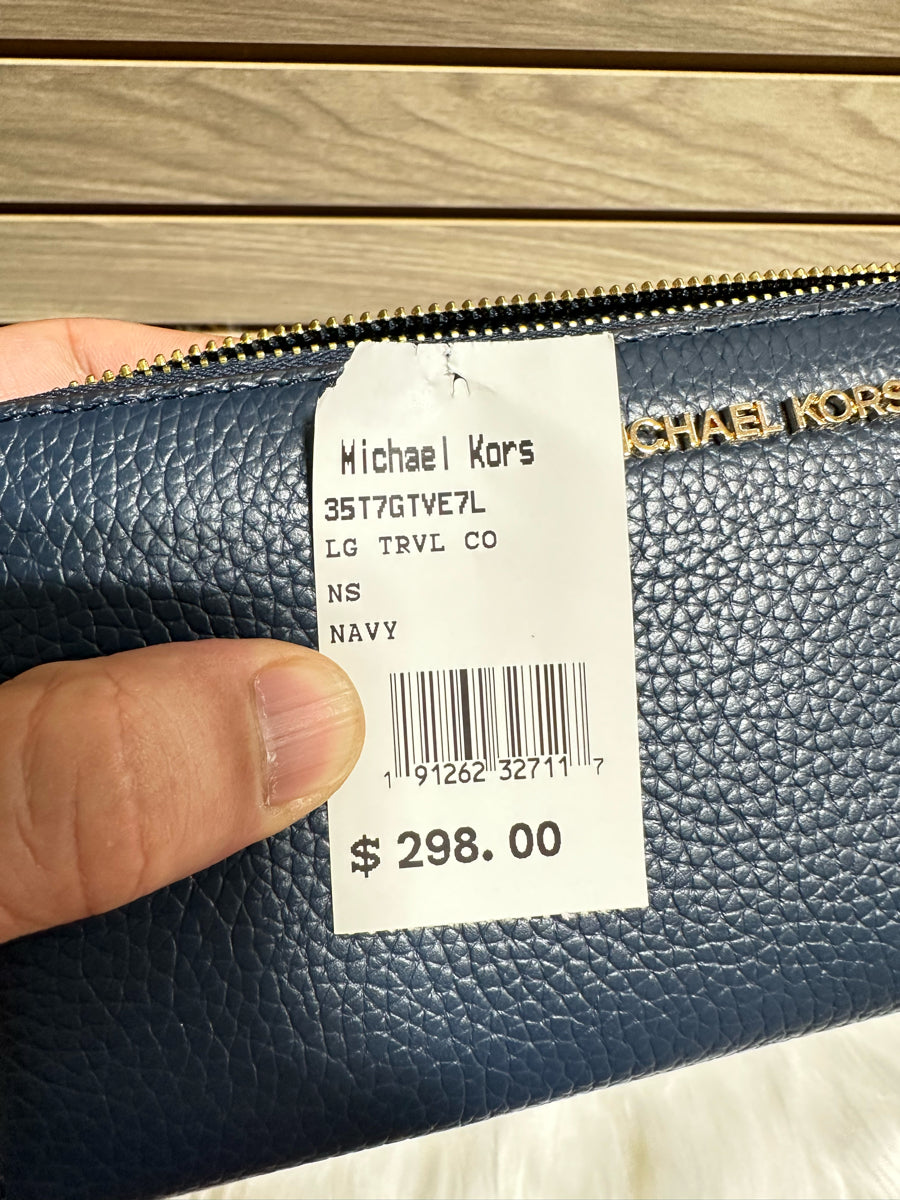 Michael Kors
35T7GTVE7L
LG TRVL CO
NS
NAVY
1 91262 32711 7
$ 298.00
MICHAEL KORS